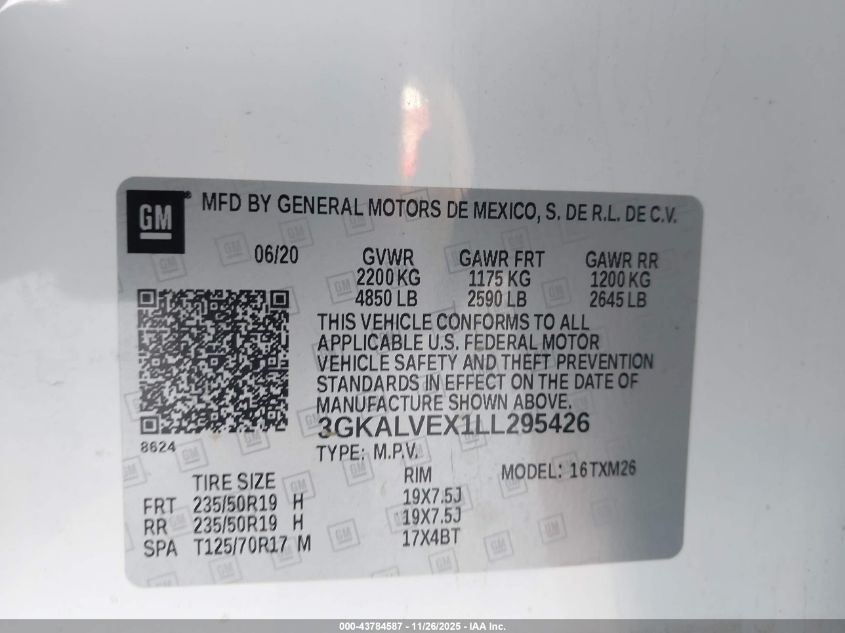 GM ® MFD BY GENERAL MOTORS DE MEXICO, S. DE R.L. DE C.V.
06/20 GVWR GAWR FRT GAWR RR
2200 KG 1175 KG 1200 KG
4850 LB 2590 LB 2645 LB
THIS VEHICLE CONFORMS TO ALL
APPLICABLE U.S. FEDERAL MOTOR
VEHICLE SAFETY AND THEFT PREVENTION
STANDARDS IN EFFECT ON THE DATE OF
MANUFACTURE SHOWN ABOVE.
3GKALVEX1LL295426
8624
TYPE: M.P.V.
TIRE SIZE RIM MODEL: 16TXM26
FRT 235/50R19 H 19X7.5J
RR 235/50R19 H 19X7.5J
SPA T125/70R17 M 17X4BT
000-43784587 - 11/26/2025 - IAA Inc.